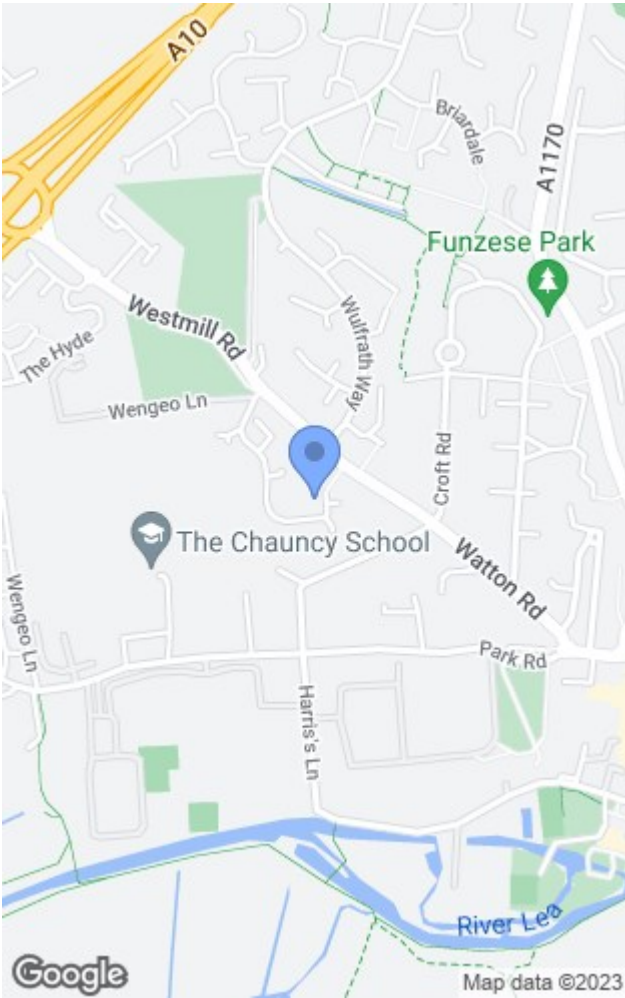 A10
Briardale
A1170
Funzese Park
Westmill Rd
Wulfrath Way
The Hyde
Wengeo Ln
Croft Rd
The Chauncy School
Watton Rd
Wengeo Ln
Park Rd
Harris's Ln
River Lea
Google
Map data ©2023